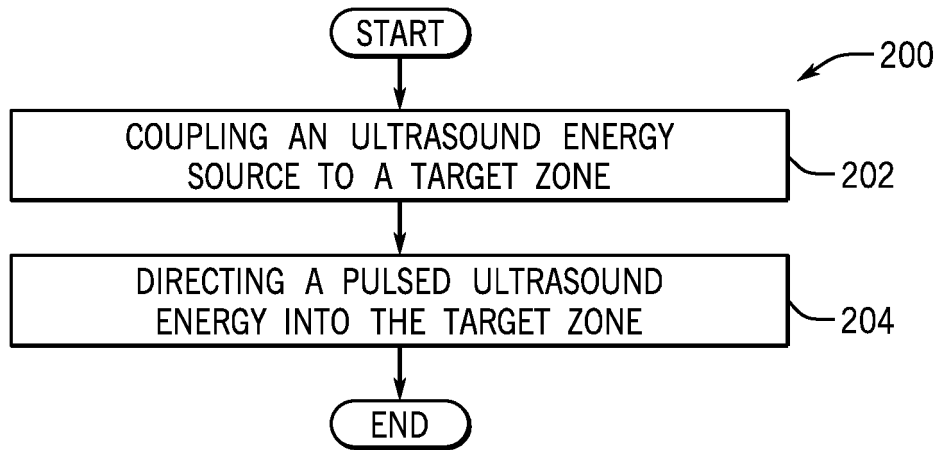 START
200
COUPLING AN ULTRASOUND ENERGY
SOURCE TO A TARGET ZONE
202
DIRECTING A PULSED ULTRASOUND
ENERGY INTO THE TARGET ZONE
204
END